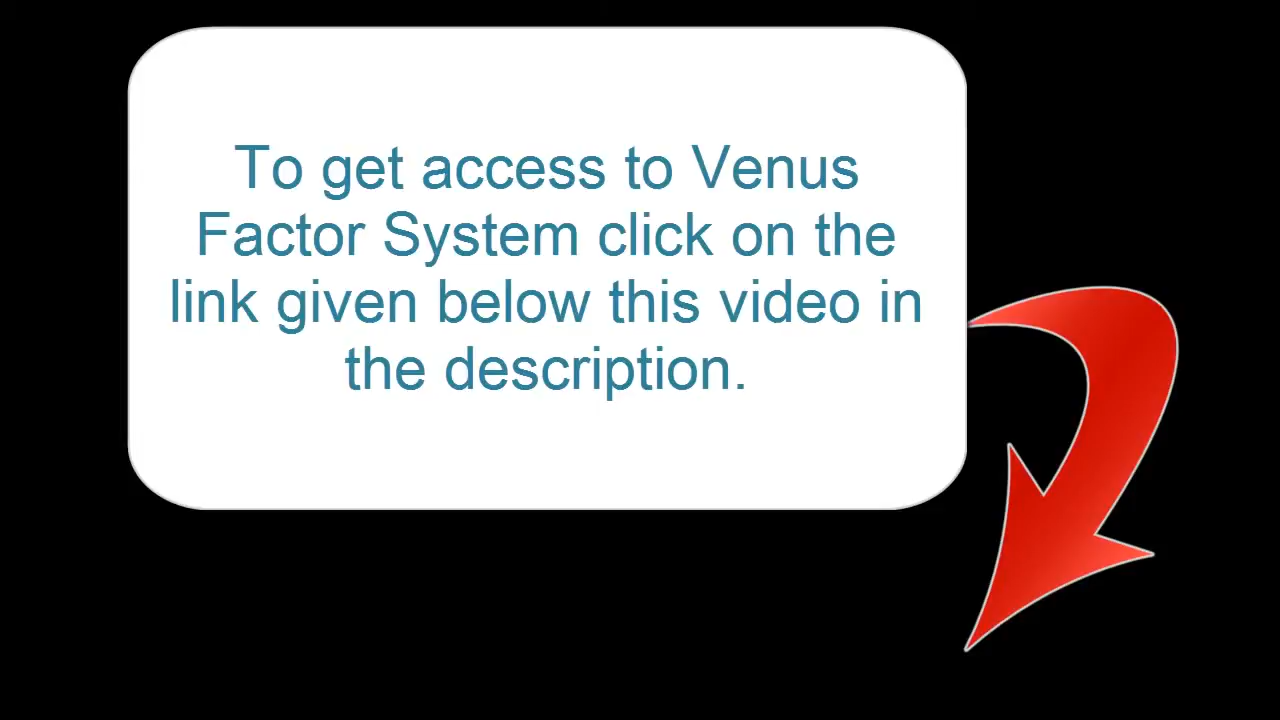 To get access to Venus
Factor System click on the
link given below this video in
the description.